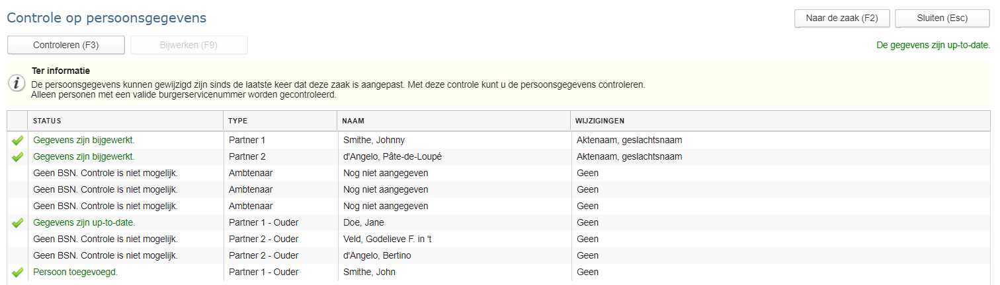 Controle op persoonsgegevens
Naar de zaak (F2) Sluiten (Esc)
Controleren (F3) Bijwerken (F9) De gegevens zijn up-to-date.
Ter informatie
De persoonsgegevens kunnen gewijzigd zijn sinds de laatste keer dat deze zaak is aangepast. Met deze controle kunt u de persoonsgegevens controleren.
Alleen personen met een valide burgerservicenummer worden gecontroleerd.
STATUS TYPE NAAM WIJZIGINGEN
Gegevens zijn bijgewerkt. Partner 1 Smithe, Johnny Aktenaam, geslachtsnaam
Gegevens zijn bijgewerkt. Partner 2 d'Angelo, Pâte-de-Loupé Aktenaam, geslachtsnaam
Geen BSN. Controle is niet mogelijk. Ambtenaar Nog niet aangegeven Geen
Geen BSN. Controle is niet mogelijk. Ambtenaar Nog niet aangegeven Geen
Geen BSN. Controle is niet mogelijk. Ambtenaar Nog niet aangegeven Geen
Gegevens zijn up-to-date. Partner 1 - Ouder Doe, Jane Geen
Geen BSN. Controle is niet mogelijk. Partner 2 - Ouder Veld, Godelieve F. in 't Geen
Geen BSN. Controle is niet mogelijk. Partner 2 - Ouder d'Angelo, Bertino Geen
Persoon toegevoegd. Partner 1 - Ouder Smithe, John Geen